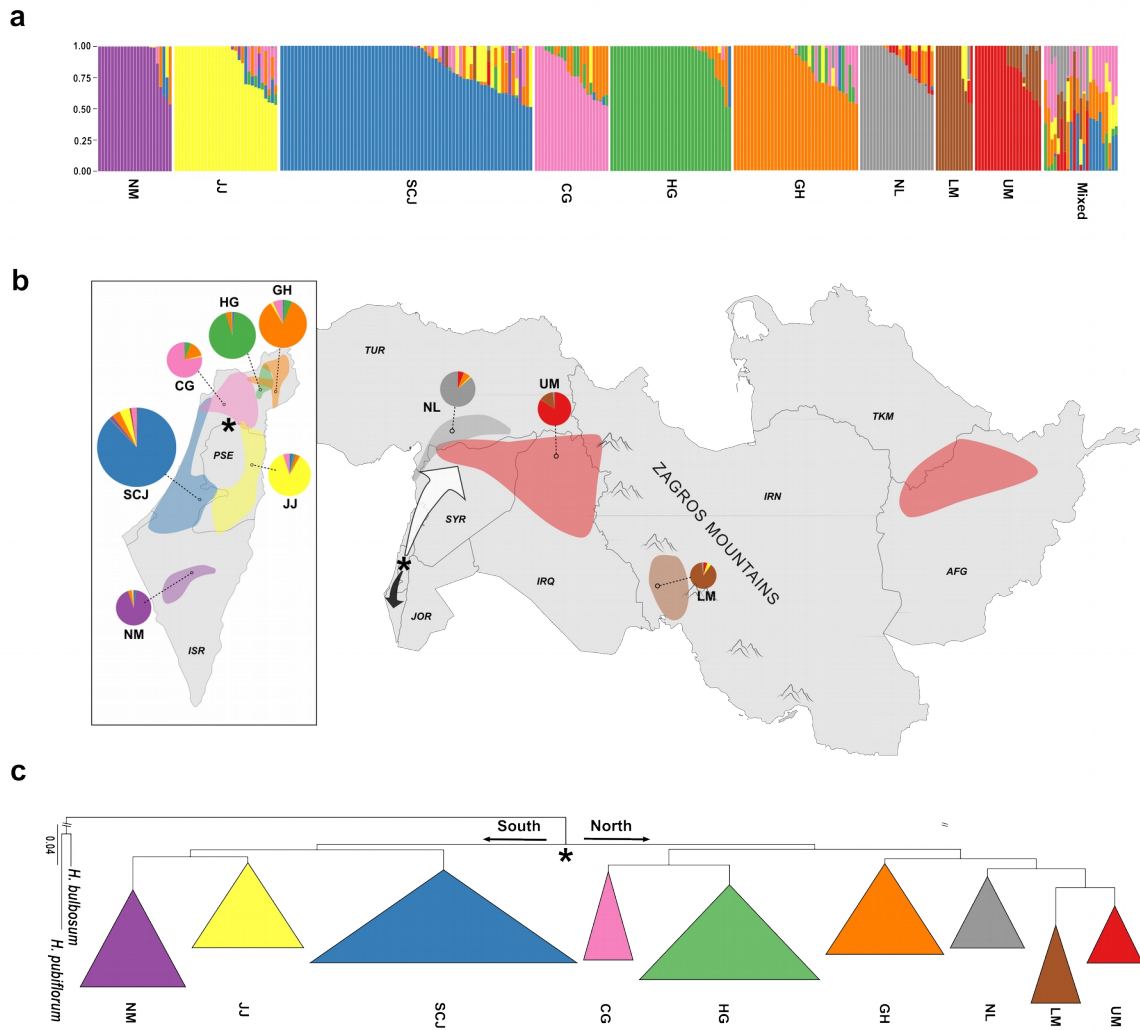 a
1.00
0.75
0.50
0.25
0.00
NM
JJ
SCJ
CG
HG
GH
NL
LM
UM
Mixed
b
GH
HG
CG
PSE
SCJ
JJ
NM
ISR
TUR
NL
UM
TKM
ZAGROS MOUNTAINS
IRN
SYR
IRQ
LM
AFG
JOR
*
*
c
South
North
*
0.04
H. bulbosum
H. pubiflorum
NM
JJ
SCJ
CG
HG
GH
NL
LM
UM